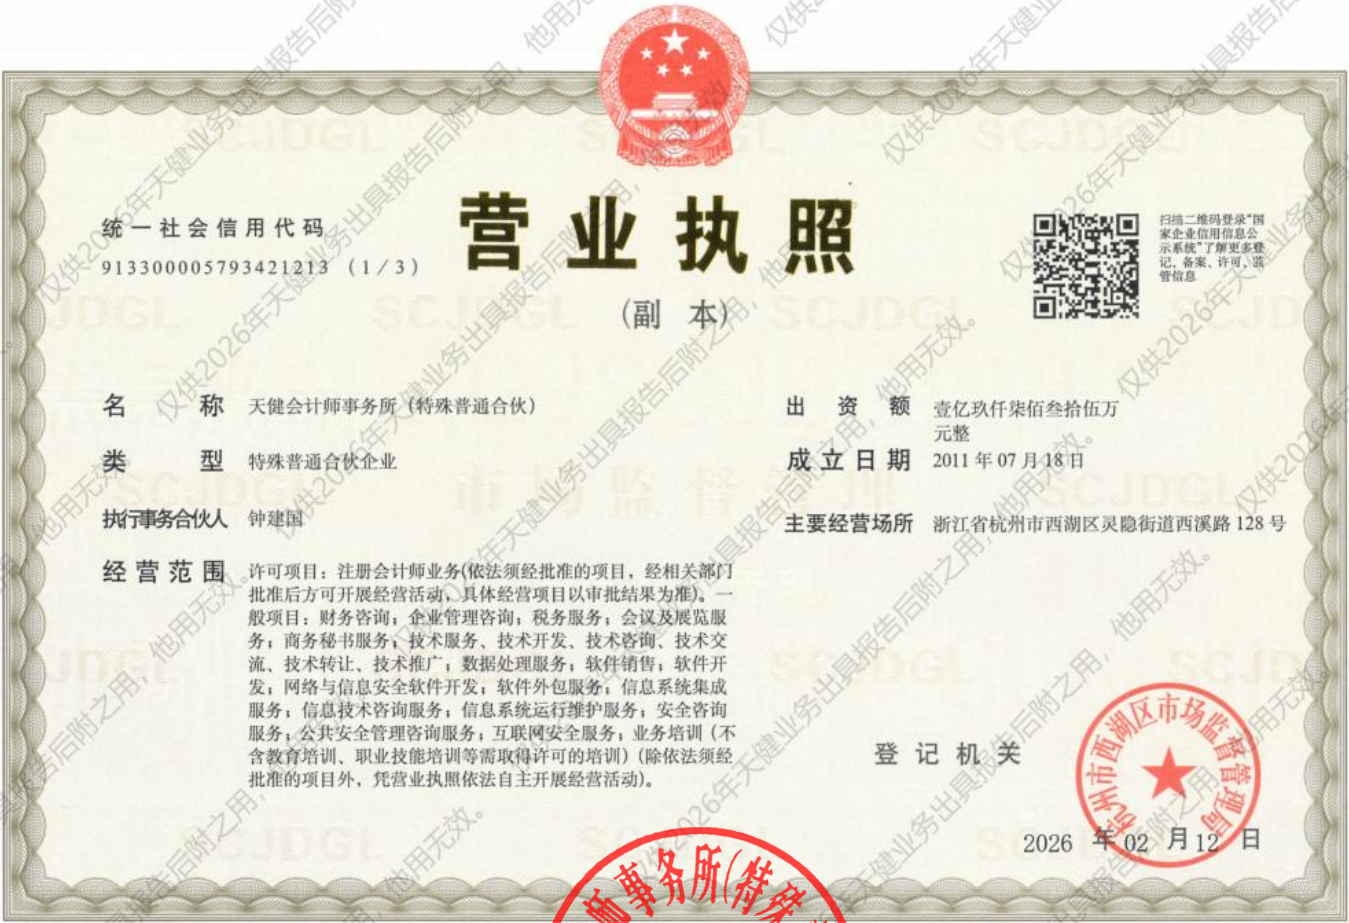 营业执照
(副 本)
统一社会信用代码
913300005793421213 (1/3)
扫描二维码登录“国
家企业信用信息公
示系统”了解更多登
记、备案、许可、监
管信息
名 称 天健会计师事务所（特殊普通合伙）
类 型 特殊普通合伙企业
执行事务合伙人 钟建国
经营范围 许可项目：注册会计师业务(依法须经批准的项目，经相关部门
批准后方可开展经营活动、具体经营项目以审批结果为准)。一
般项目：财务咨询；企业管理咨询；税务服务；会议及展览服
务；商务秘书服务；技术服务、技术开发、技术咨询、技术交
流、技术转让、技术推广；数据处理服务；软件销售；软件开
发；网络与信息安全软件开发；软件外包服务；信息系统集成
服务；信息技术咨询服务；信息系统运行维护服务；安全咨询
服务；公共安全管理咨询服务；互联网安全服务；业务培训（不
含教育培训、职业技能培训等需取得许可的培训）(除依法须经
批准的项目外，凭营业执照依法自主开展经营活动)。
出 资 额 壹亿玖仟柒佰叁拾伍万
元整
成立日期 2011年07月18日
主要经营场所 浙江省杭州市西湖区灵隐街道西溪路128号
登记机关
杭州市西湖区市场监督管理局
2026 年 02 月 12 日
师事务所(特殊
仅供2026年天健业务出具报告后附之用，他用无效。
SCJDGL
市场监督管理